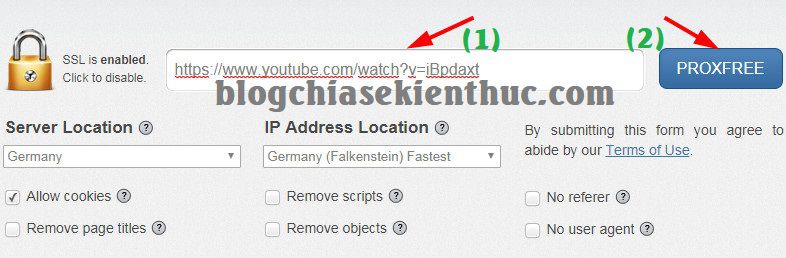 (1)
(2)
SSL is enabled.
Click to disable.
https://www.youtube.com/watch?v=iBpdaxt
PROXFREE
blogchiasekienthuc.com
Server Location ?
IP Address Location ?
By submitting this form you agree to
abide by our Terms of Use.
Germany
Germany (Falkenstein) Fastest
Allow cookies ?
Remove scripts ?
No referer ?
Remove page titles ?
Remove objects ?
No user agent ?